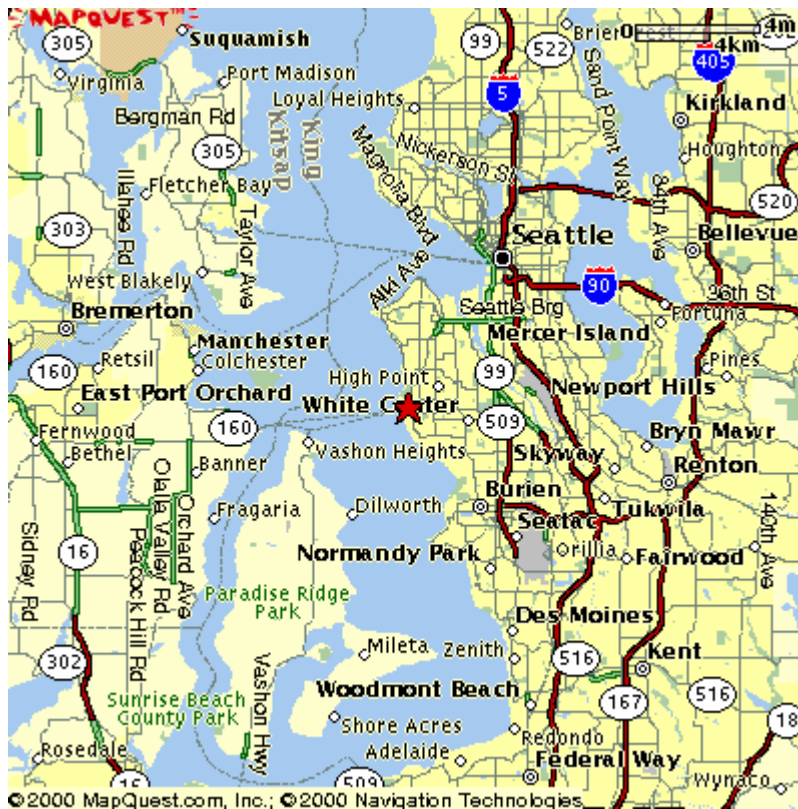 MAPQUEST™
305
Suquamish
99
522
Brier
0
4m
4km
405
Virginia
Port Madison
Loyal Heights
5
Sand Point Way
Kirkland
Bergman Rd
Kitsap
King
Nickerson St
Houghton
305
Magnolia Blvd
84th Ave
520
Illahee Rd
Fletcher Bay
303
Taylor Ave
Seattle
Bellevue
West Blakely
Alki Ave
90
36th St
Bremerton
Seattle Brg
Fortuna
Manchester
Mercer Island
Retsil
Colchester
160
High Point
99
Pines
East Port Orchard
White Center
Newport Hills
160
509
Fernwood
Bethel
Vashon Heights
Bryn Mawr
Banner
Skyway
Renton
Olala Valley Rd
Orchard Ave
Burien
Fragaria
Dilworth
Tukwila
Sidney Rd
Seatac
140th Ave
16
Peacock Hill Rd
Normandy Park
Orillia
Fairwood
Paradise Ridge
Park
Des Moines
Mileta
Zenith
302
516
Kent
Vashon Hwy
Woodmont Beach
516
Sunrise Beach
County Park
167
Shore Acres
18
Redondo
Rosedale
Adelaide
Federal Way
16
509
Wynaco
©2000 MapQuest.com, Inc.; ©2000 Navigation Technologies